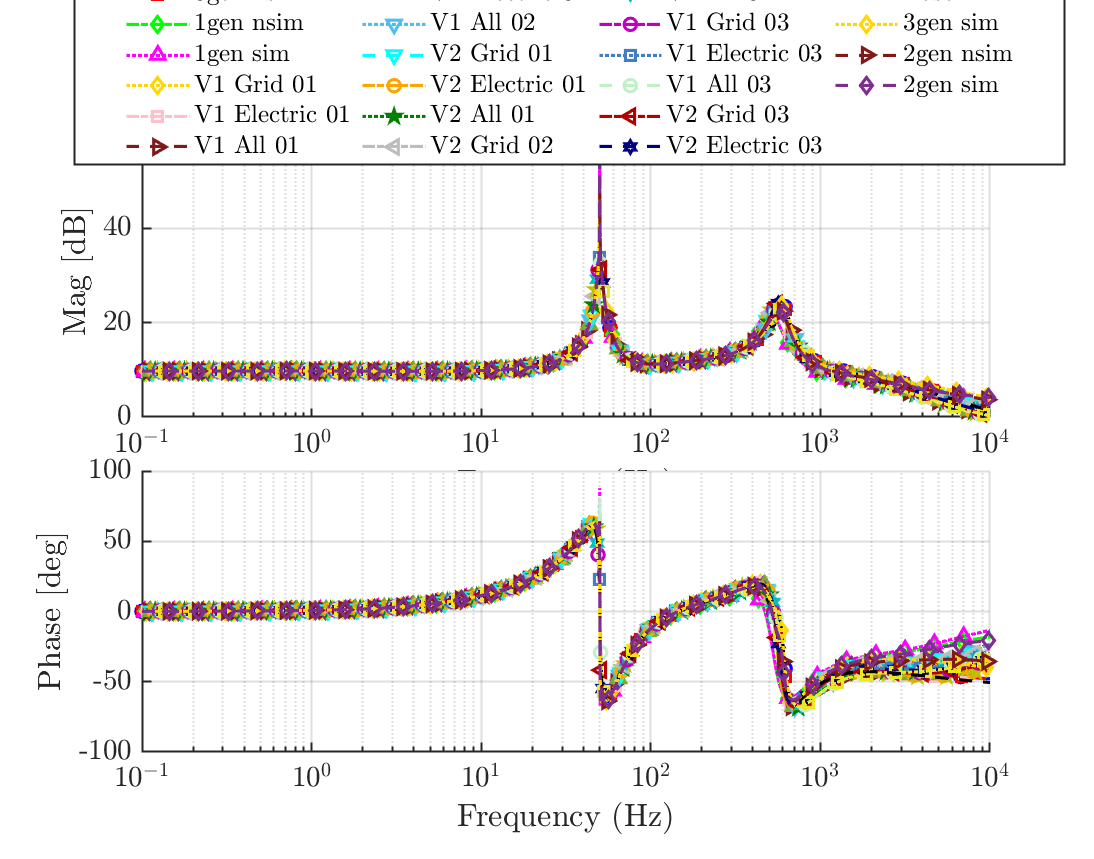 1gen nsim V1 All 02 V1 Grid 03 3gen sim
1gen sim V2 Grid 01 V1 Electric 03 2gen nsim
V1 Grid 01 V2 Electric 01 V1 All 03 2gen sim
V1 Electric 01 V2 All 01 V2 Grid 03
V1 All 01 V2 Grid 02 V2 Electric 03
Mag [dB]
40
20
0
10⁻¹ 10⁰ 10¹ 10² 10³ 10⁴
Phase [deg]
100
50
0
-50
-100
10⁻¹ 10⁰ 10¹ 10² 10³ 10⁴
Frequency (Hz)